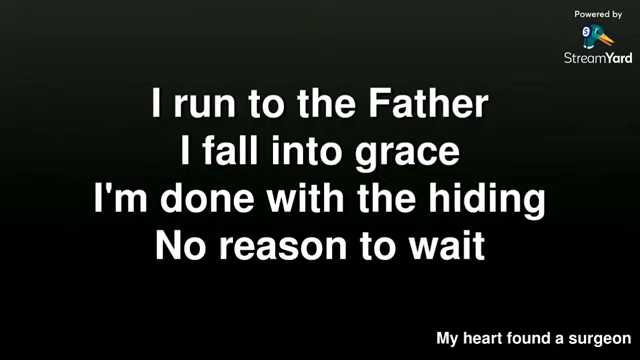 Powered by
StreamYard
I run to the Father
I fall into grace
I'm done with the hiding
No reason to wait
My heart found a surgeon